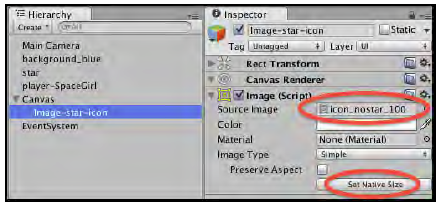 Hierarchy
Create
Q▾All
Main Camera
background_blue
star
player-SpaceGirl
Canvas
Image-star-icon
EventSystem
Inspector
Image-star-icon
Static
Tag Untagged Layer UI
Rect Transform
Canvas Renderer
Image (Script)
Source Image icon_nostar_100
Color
Material None (Material)
Image Type Simple
Preserve Aspect
Set Native Size